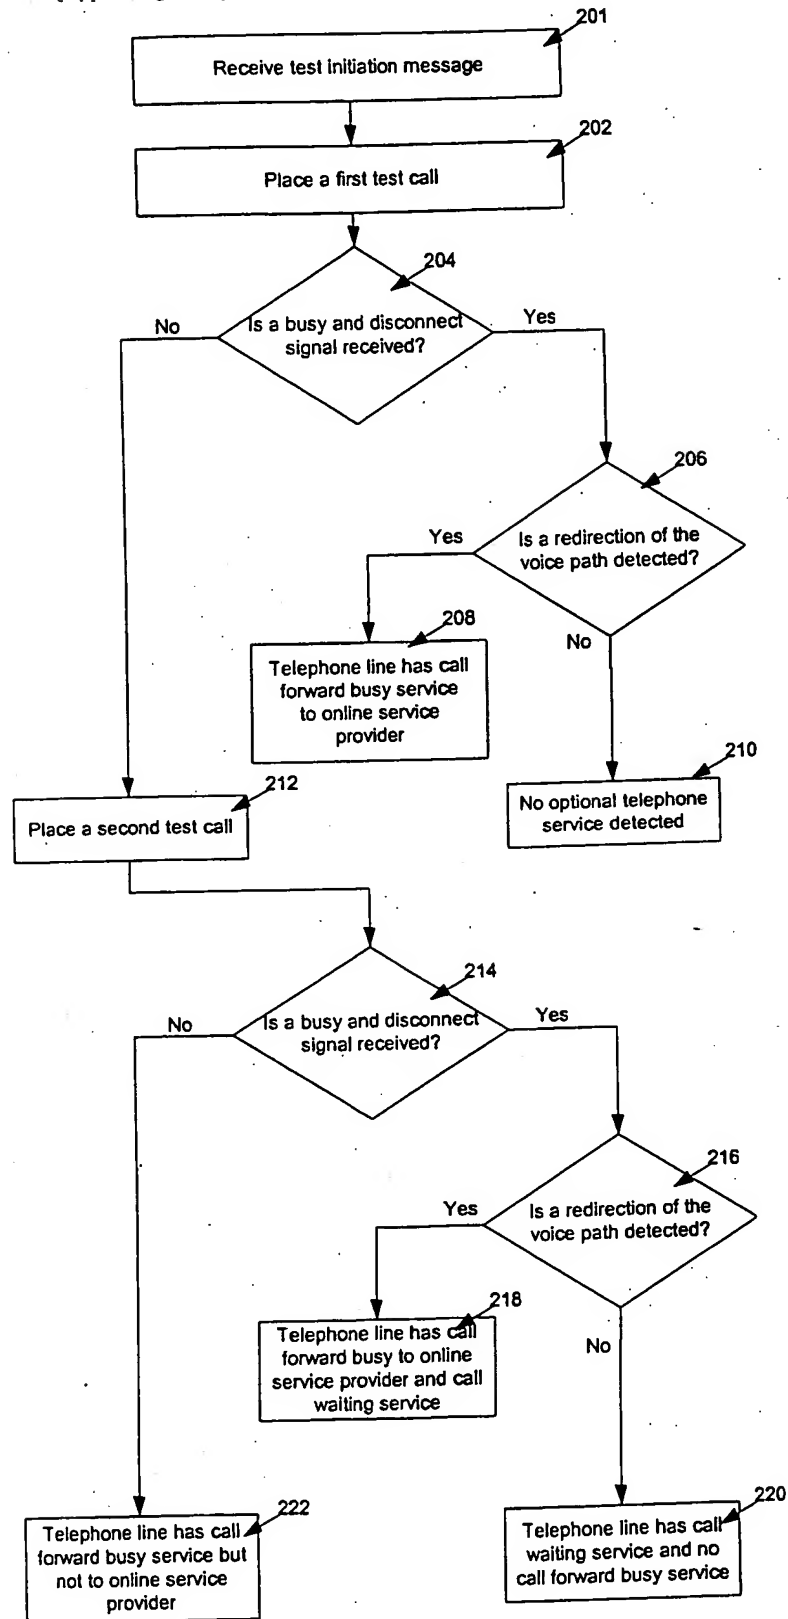 201
Receive test initiation message
202
Place a first test call
204
Is a busy and disconnect
signal received?
No
Yes
206
Is a redirection of the
voice path detected?
Yes
No
208
Telephone line has call
forward busy service
to online service
provider
210
No optional telephone
service detected
212
Place a second test call
214
Is a busy and disconnect
signal received?
No
Yes
216
Is a redirection of the
voice path detected?
Yes
No
218
Telephone line has call
forward busy to online
service provider and call
waiting service
220
Telephone line has call
waiting service and no
call forward busy service
222
Telephone line has call
forward busy service but
not to online service
provider